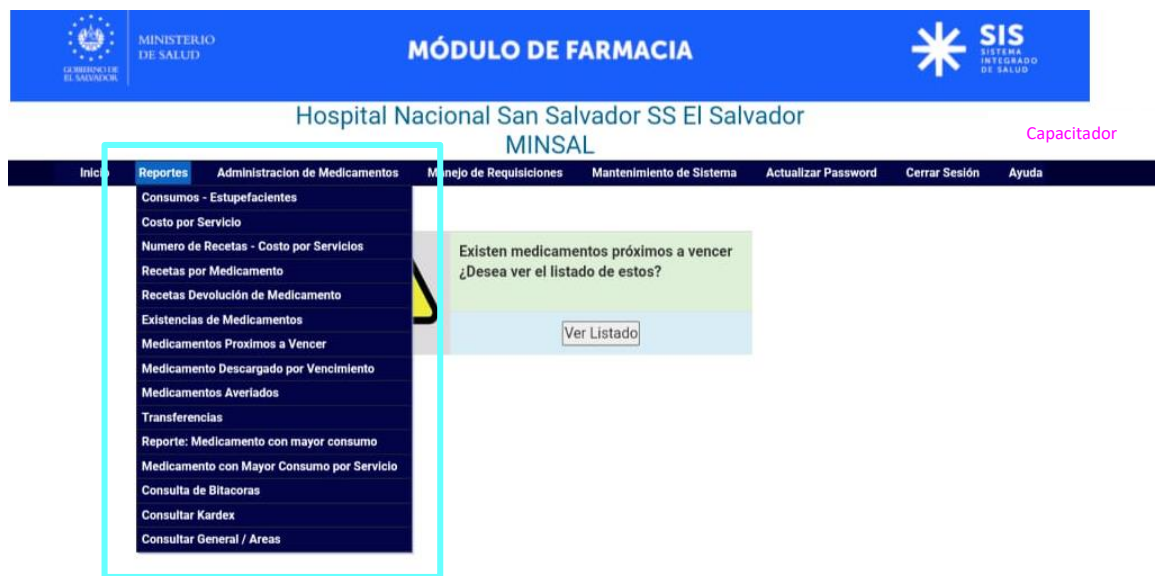 GOBIERNO DE
EL SALVADOR
MINISTERIO
DE SALUD
MÓDULO DE FARMACIA
SIS
SISTEMA
INTEGRADO
DE SALUD
Hospital Nacional San Salvador SS El Salvador
MINSAL
Capacitador
Inicio Reportes Administracion de Medicamentos Manejo de Requisiciones Mantenimiento de Sistema Actualizar Password Cerrar Sesión Ayuda
Consumos - Estupefacientes
Costo por Servicio
Numero de Recetas - Costo por Servicios
Recetas por Medicamento
Recetas Devolución de Medicamento
Existencias de Medicamentos
Medicamentos Proximos a Vencer
Medicamento Descargado por Vencimiento
Medicamentos Averiados
Transferencias
Reporte: Medicamento con mayor consumo
Medicamento con Mayor Consumo por Servicio
Consulta de Bitacoras
Consultar Kardex
Consultar General / Areas
Existen medicamentos próximos a vencer
¿Desea ver el listado de estos?
Ver Listado